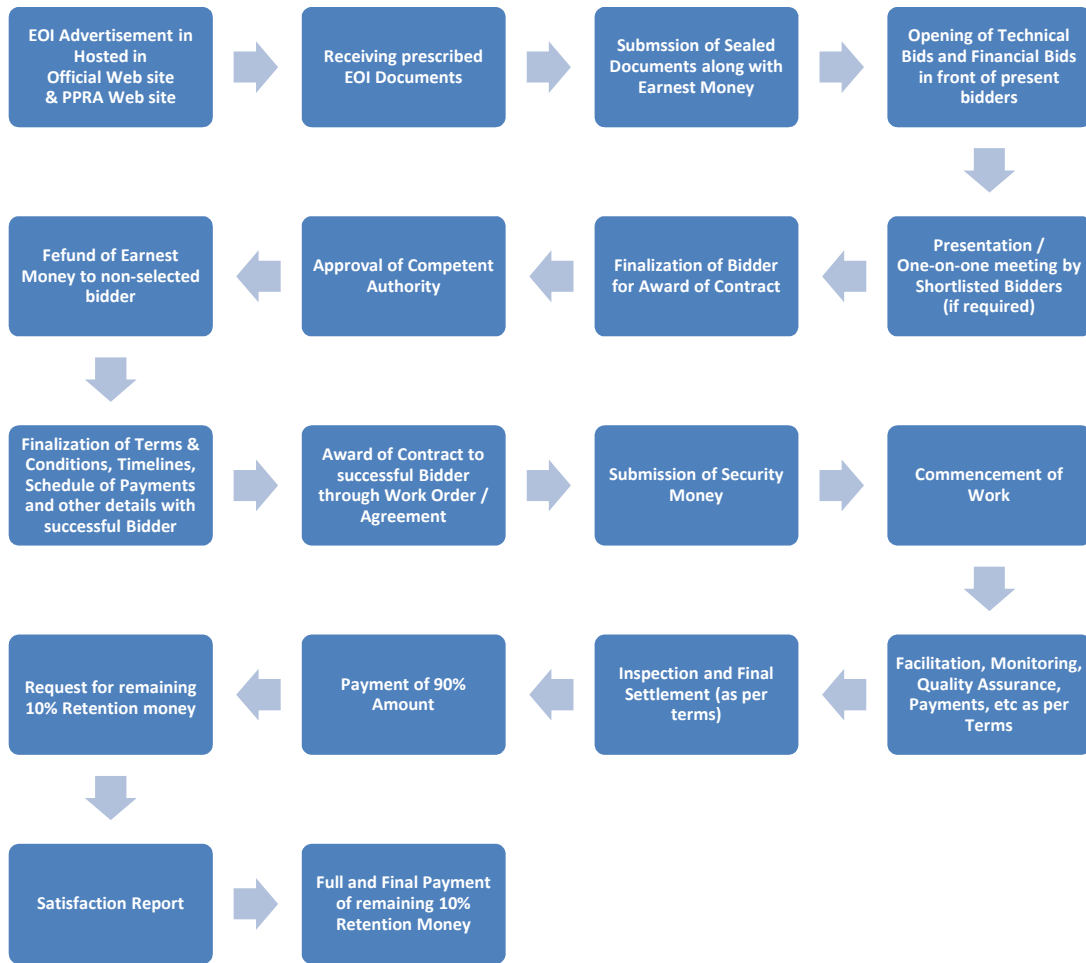 EOI Advertisement in
Hosted in
Official Web site
& PPRA Web site
Receiving prescribed
EOI Documents
Submssion of Sealed
Documents along with
Earnest Money
Opening of Technical
Bids and Financial Bids
in front of present
bidders
Presentation /
One-on-one meeting by
Shortlisted Bidders
(if required)
Finalization of Bidder
for Award of Contract
Approval of Competent
Authority
Fefund of Earnest
Money to non-selected
bidder
Finalization of Terms &
Conditions, Timelines,
Schedule of Payments
and other details with
successful Bidder
Award of Contract to
successful Bidder
through Work Order /
Agreement
Submission of Security
Money
Commencement of
Work
Facilitation, Monitoring,
Quality Assurance,
Payments, etc as per
Terms
Inspection and Final
Settlement (as per
terms)
Payment of 90%
Amount
Request for remaining
10% Retention money
Satisfaction Report
Full and Final Payment
of remaining 10%
Retention Money